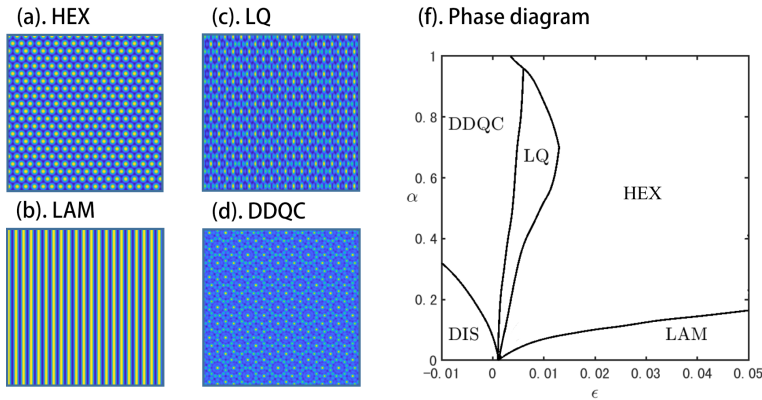 (a). HEX
(c). LQ
(f). Phase diagram
(b). LAM
(d). DDQC
1
0. 8
0. 6
α
0. 4
0. 2
0
DDQC
LQ
HEX
DIS
LAM
−0. 01
0
0. 01
0. 02
0. 03
0. 04
0. 05
ϵ